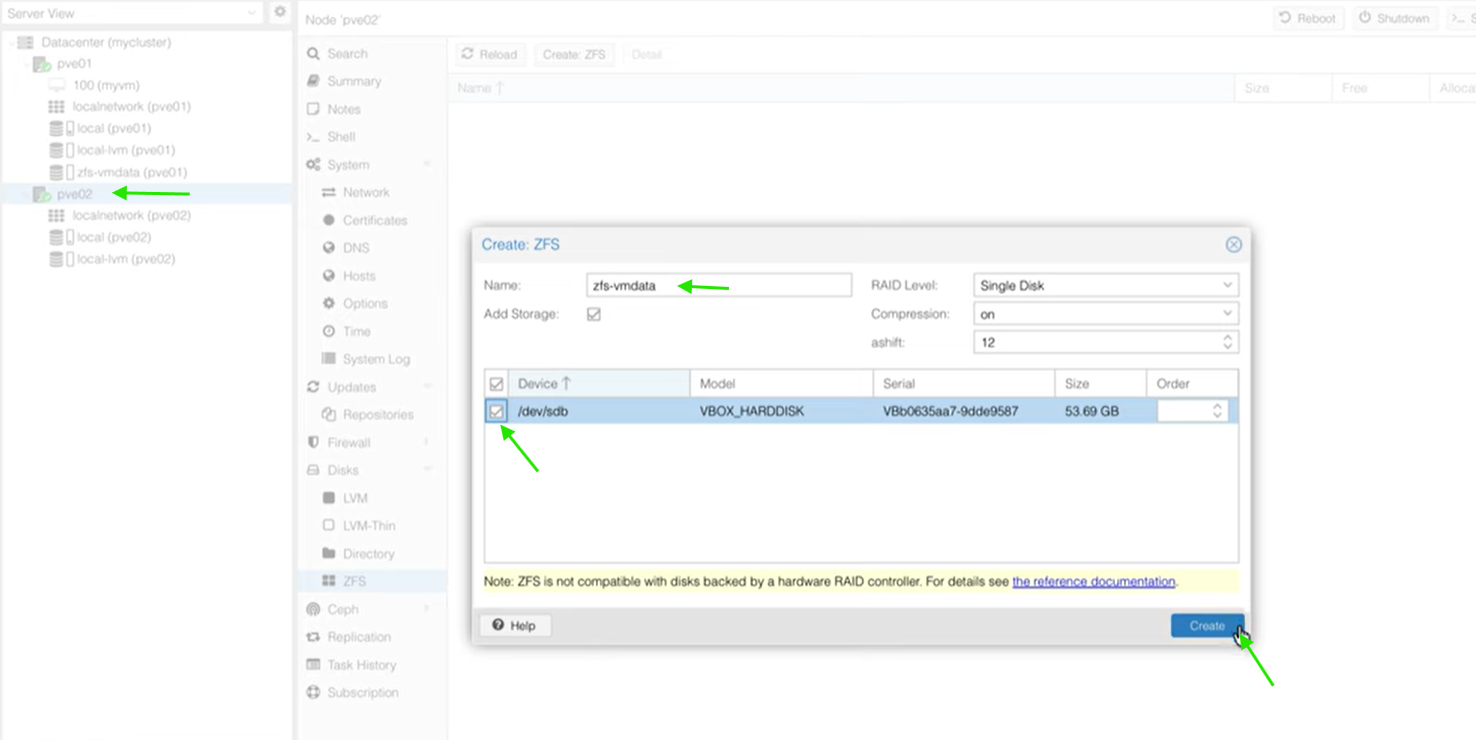 Server View
Datacenter (mycluster)
pve01
100 (myvm)
localnetwork (pve01)
local (pve01)
local-lvm (pve01)
zfs-vmdata (pve01)
pve02
localnetwork (pve02)
local (pve02)
local-lvm (pve02)
Node 'pve02'
Reboot
Shutdown
Search
Summary
Notes
Shell
System
Network
Certificates
DNS
Hosts
Options
Time
System Log
Updates
Repositories
Firewall
Disks
LVM
LVM-Thin
Directory
ZFS
Ceph
Replication
Task History
Subscription
Reload Create: ZFS Detail
Name Size Free
Create: ZFS
Name: zfs-vmdata RAID Level: Single Disk
Add Storage: Compression: on
ashift: 12
Device Model Serial Size Order
/dev/sdb VBOX_HARDDISK VBb0635aa7-9dde9587 53.69 GB
Note: ZFS is not compatible with disks backed by a hardware RAID controller. For details see the reference documentation.
Help Create